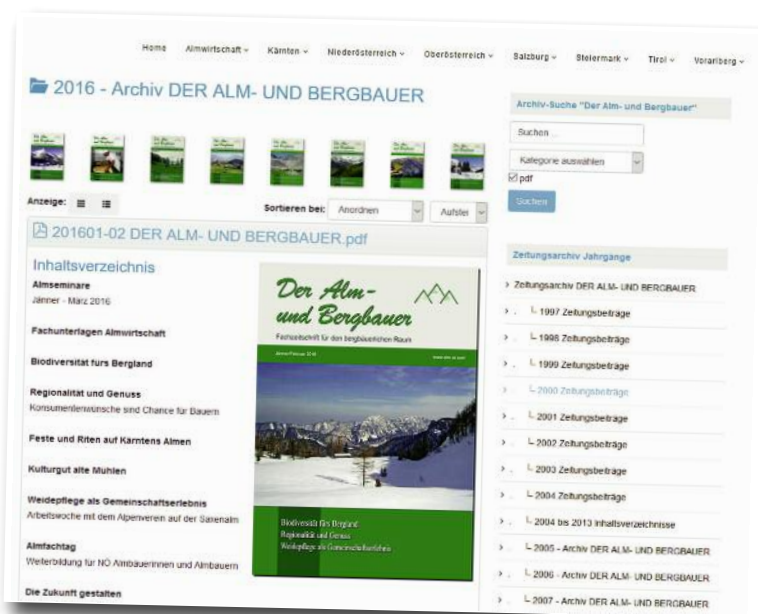 Home Almwirtschaft Kärnten Niederösterreich Oberösterreich Salzburg Steiermark Tirol Vorarlberg
2016 - Archiv DER ALM- UND BERGBAUER
Anzeige:
Sortieren bei: Anordnen Aufstei
201601-02 DER ALM- UND BERGBAUER.pdf
Inhaltsverzeichnis
Almseminare
Jänner - März 2016
Fachunterlagen Almwirtschaft
Biodiversität fürs Bergland
Regionalität und Genuss
Konsumentenwünsche sind Chance für Bauern
Feste und Riten auf Kärntens Almen
Kulturgut alte Mühlen
Weidepflege als Gemeinschaftserlebnis
Arbeitswoche mit dem Alpenverein auf der Saxenalm
Almfachtag
Weiterbildung für NÖ Almbäuerinnen und Almbauern
Die Zukunft gestalten
Der Alm-
und Bergbauer
Fachzeitschrift für den bergbäuerlichen Raum
Jänner/Februar 2016
Biodiversität fürs Bergland
Regionalität und Genuss
Weidepflege als Gemeinschaftserlebnis
Archiv-Suche "Der Alm- und Bergbauer"
Suchen ...
Kategorie auswählen
pdf
Suchen
Zeitungsarchiv Jahrgänge
Zeitungsarchiv DER ALM- UND BERGBAUER
1997 Zeitungsbeiträge
1998 Zeitungsbeiträge
1999 Zeitungsbeiträge
2000 Zeitungsbeiträge
2001 Zeitungsbeiträge
2002 Zeitungsbeiträge
2003 Zeitungsbeiträge
2004 Zeitungsbeiträge
2004 bis 2013 Inhaltsverzeichnisse
2005 - Archiv DER ALM- UND BERGBAUER
2006 - Archiv DER ALM- UND BERGBAUER
2007 - Archiv DER ALM- UND BERGBAUER